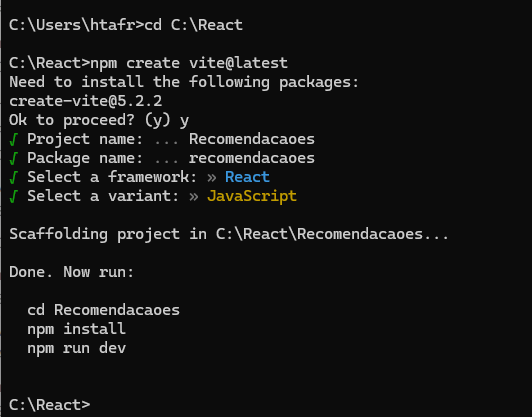 C:\Users\htafr>cd C:\React
C:\React>npm create vite@latest
Need to install the following packages:
create-vite@5.2.2
Ok to proceed? (y) y
√ Project name: ... Recomendacaoes
√ Package name: ... recomendacaoes
√ Select a framework: » React
√ Select a variant: » JavaScript
Scaffolding project in C:\React\Recomendacaoes...
Done. Now run:
cd Recomendacaoes
npm install
npm run dev
C:\React>